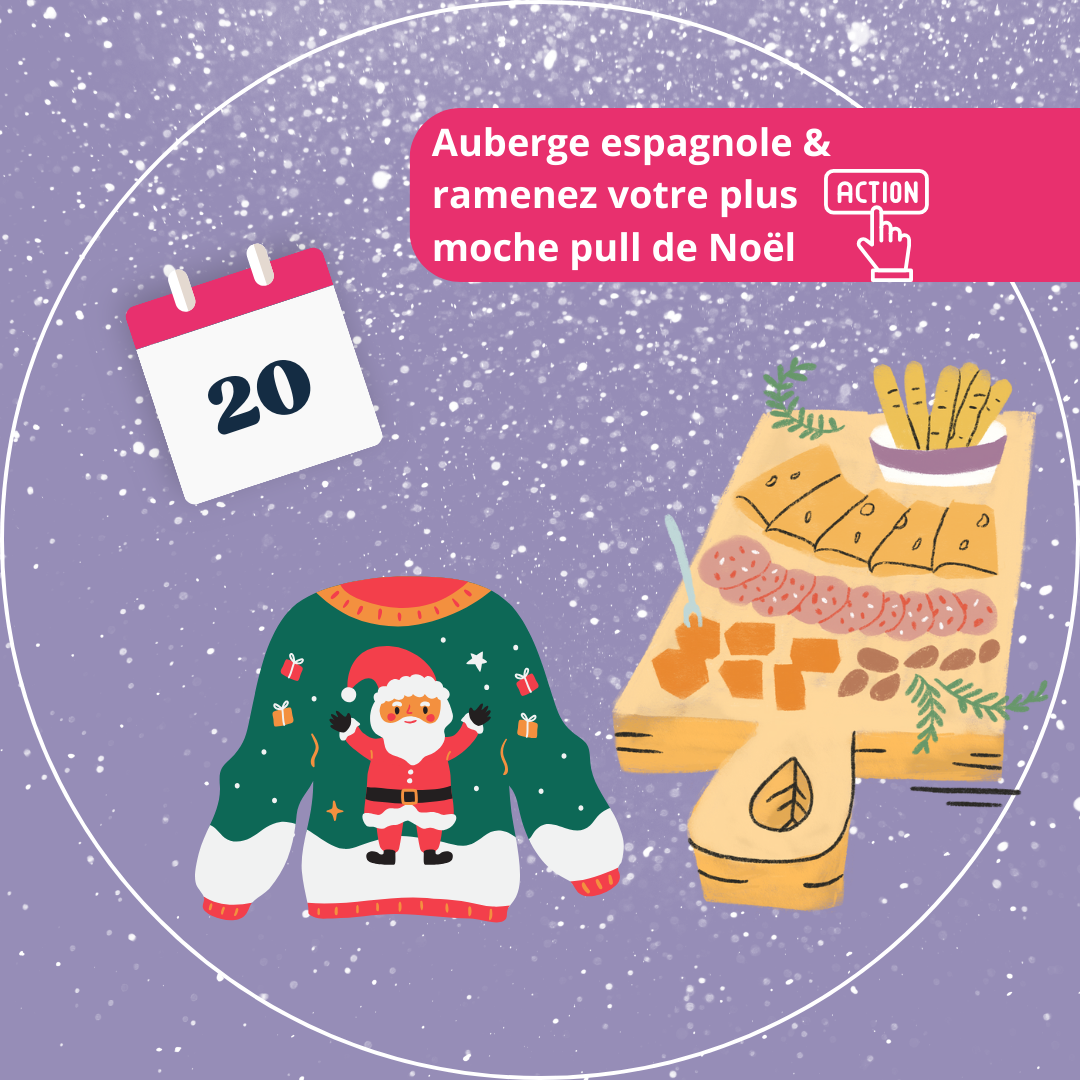 Auberge espagnole &
ramenez votre plus
ACTION
moche pull de Noël
20